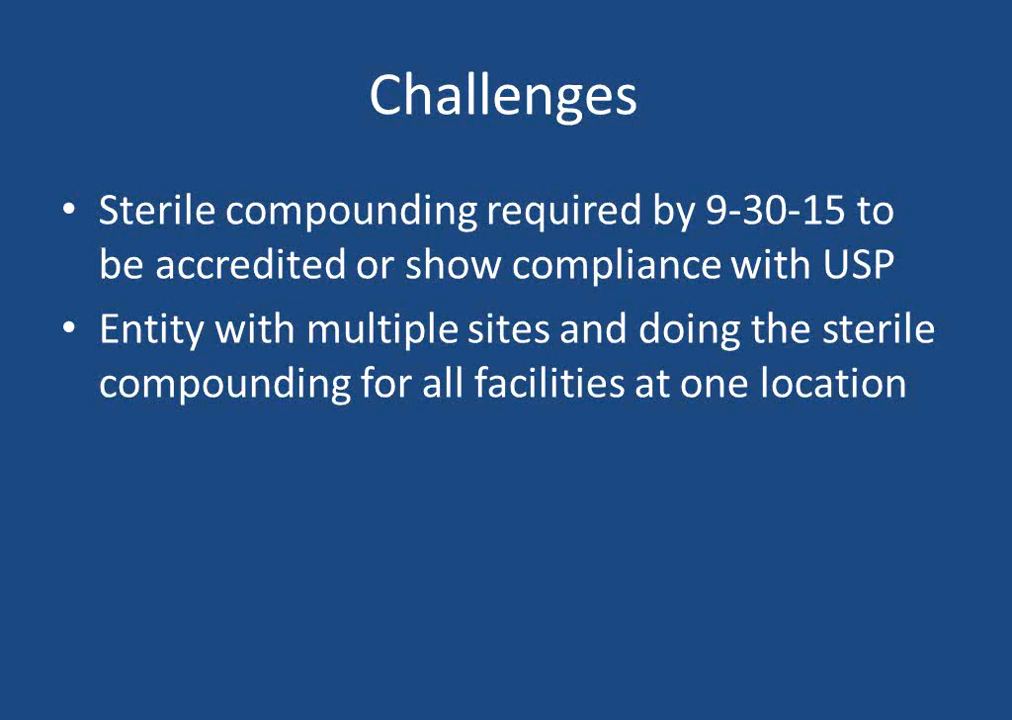 Challenges
• Sterile compounding required by 9-30-15 to
be accredited or show compliance with USP
• Entity with multiple sites and doing the sterile
compounding for all facilities at one location